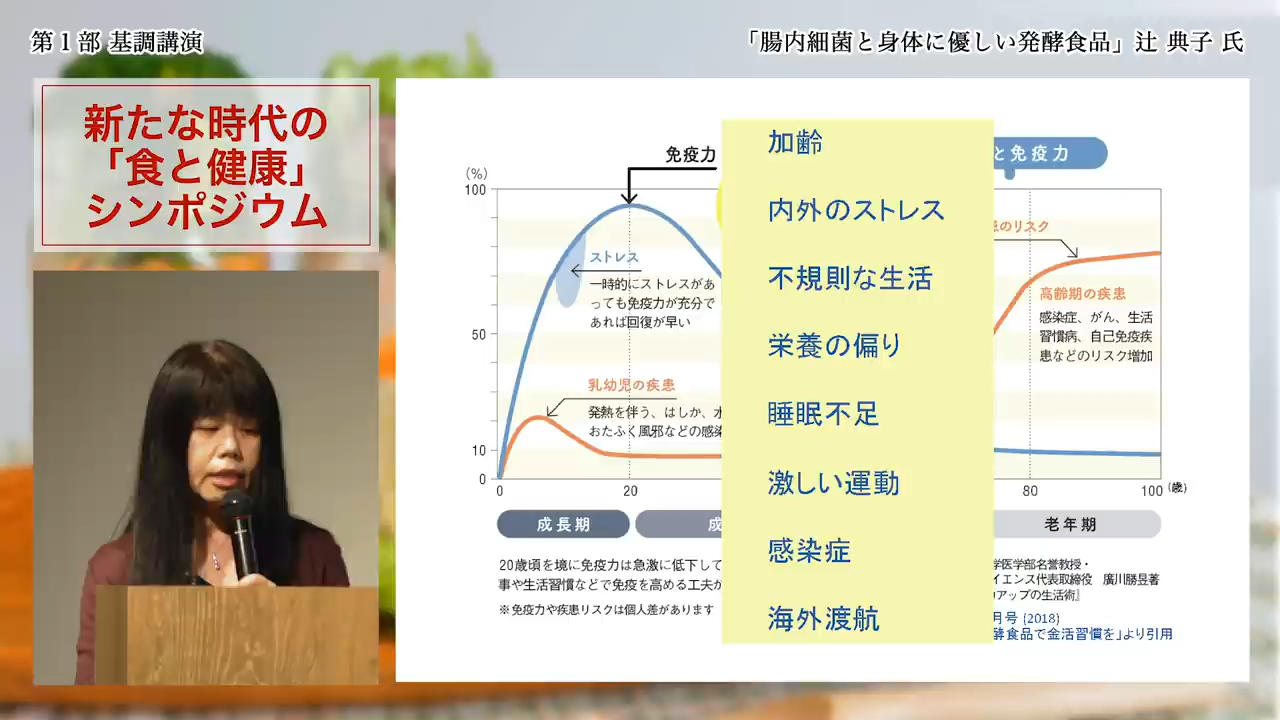 第1部 基調講演
「腸内細菌と身体に優しい発酵食品」辻 典子 氏
新たな時代の
「食と健康」
シンポジウム
免疫力
と免疫力
(%)
100
50
10
0
ストレス
一時的にストレスがあ
っても免疫力が充分で
あれば回復が早い
乳幼児の疾患
発熱を伴う、はしか、水
おたふく風邪などの感染
加齢
内外のストレス
不規則な生活
栄養の偏り
睡眠不足
激しい運動
感染症
海外渡航
患のリスク
高齢期の疾患
感染症、がん、生活
習慣病、自己免疫疾
患などのリスク増加
0
20
80
100 (歳)
成長期
成
老年期
20歳頃を境に免疫力は急激に低下して
事や生活習慣などで免疫を高める工夫が
※免疫力や疾患リスクは個人差があります
学医学部名誉教授・
イエンス代表取締役 廣川勝昱著
アップの生活術』
月号 (2018)
酵食品で金活習慣を」より引用